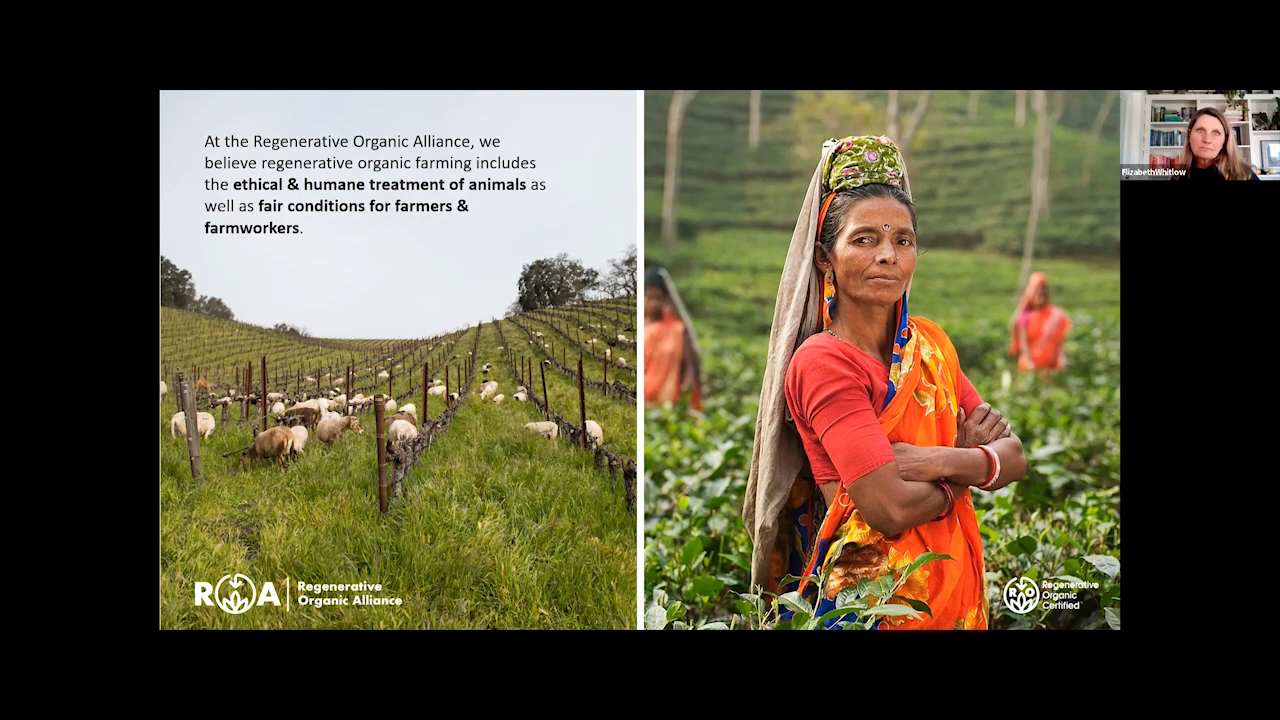 At the Regenerative Organic Alliance, we
believe regenerative organic farming includes
the ethical & humane treatment of animals as
well as fair conditions for farmers &
farmworkers.
ROA
Regenerative
Organic Alliance
RO
Regenerative
Organic
Certified
ElizabethWhitlow